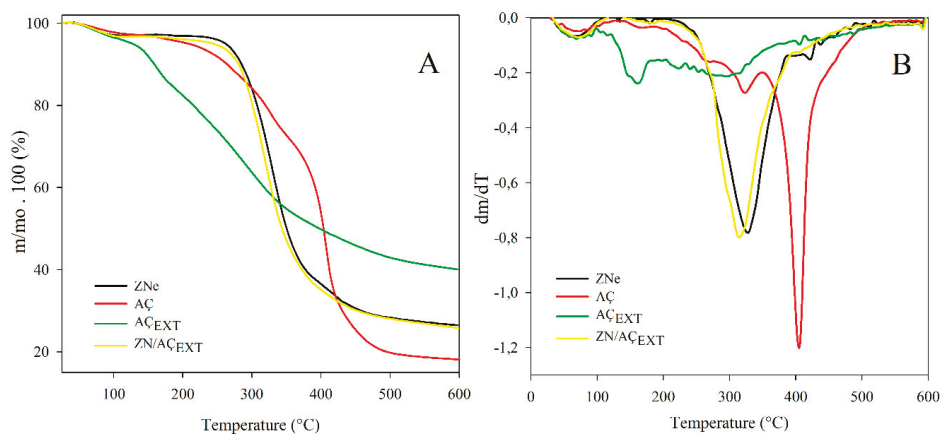 A
m/mo . 100 (%)
100
80
60
40
20
ZNe
AÇ
AÇEXT
ZN/AÇEXT
100 200 300 400 500 600
Temperature (°C)
B
dm/dT
0,0
-0,2
-0,4
-0,6
-0,8
-1,0
-1,2
ZNe
AÇ
AÇEXT
ZN/AÇEXT
0 100 200 300 400 500 600
Temperature (°C)